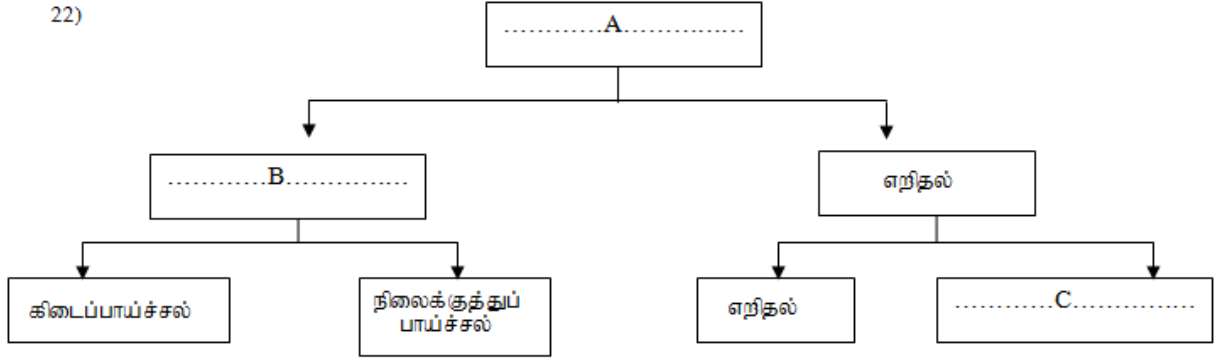 22)
…………A……………
…………B……………
எறிதல்
கிடைப்பாய்ச்சல்
நிலைக்குத்துப்
பாய்ச்சல்
எறிதல்
…………C……………